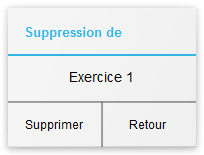 Suppression de
Exercice 1
Supprimer
Retour